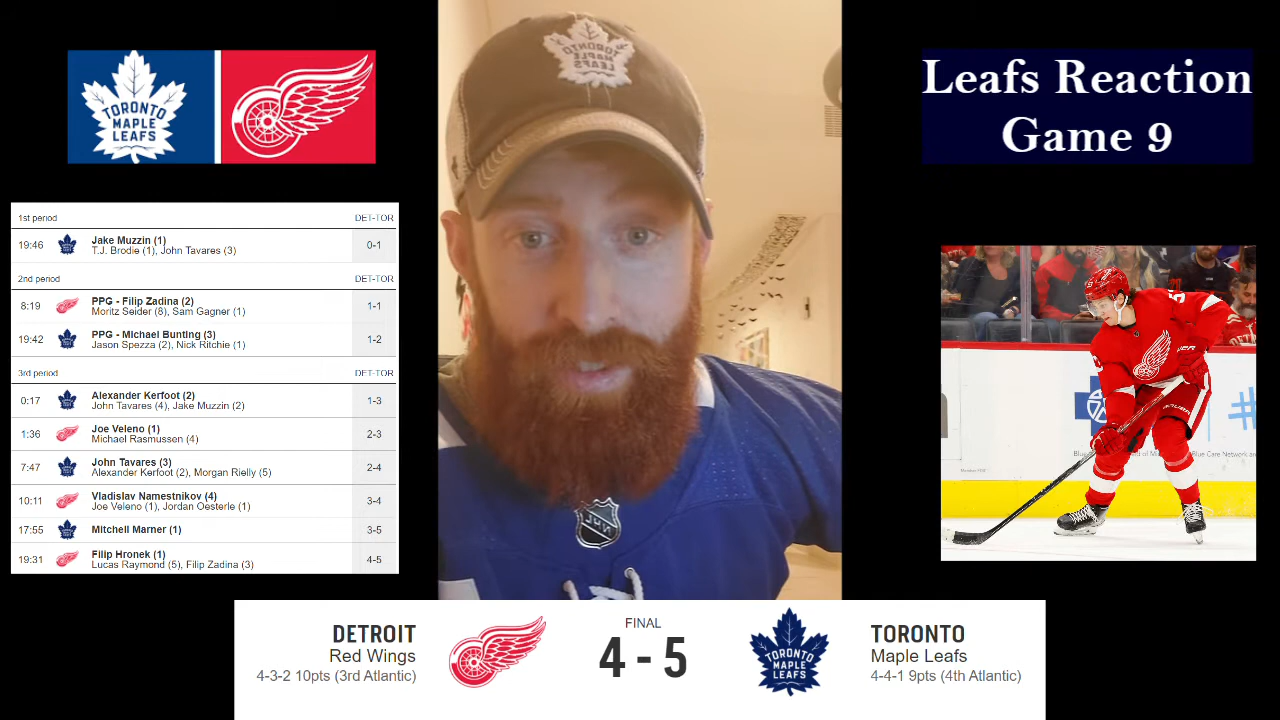 TORONTO
MAPLE
LEAFS
Leafs Reaction
Game 9
TORONTO
MAPLE
LEAFS
1st period DET-TOR
19:46 Jake Muzzin (1) 0-1
T.J. Brodie (1), John Tavares (3)
2nd period DET-TOR
8:19 PPG - Filip Zadina (2) 1-1
Moritz Seider (8), Sam Gagner (1)
19:42 PPG - Michael Bunting (3) 1-2
Jason Spezza (2), Nick Ritchie (1)
3rd period DET-TOR
0:17 Alexander Kerfoot (2) 1-3
John Tavares (4), Jake Muzzin (2)
1:36 Joe Veleno (1) 2-3
Michael Rasmussen (4)
7:47 John Tavares (3) 2-4
Alexander Kerfoot (2), Morgan Rielly (5)
10:11 Vladislav Namestnikov (4) 3-4
Joe Veleno (1), Jordan Oesterle (1)
17:55 Mitchell Marner (1) 3-5
19:31 Filip Hronek (1) 4-5
Lucas Raymond (5), Filip Zadina (3)
NHL
#
DETROIT
Red Wings
4-3-2 10pts (3rd Atlantic)
FINAL
4 - 5
TORONTO
MAPLE
LEAFS
TORONTO
Maple Leafs
4-4-1 9pts (4th Atlantic)